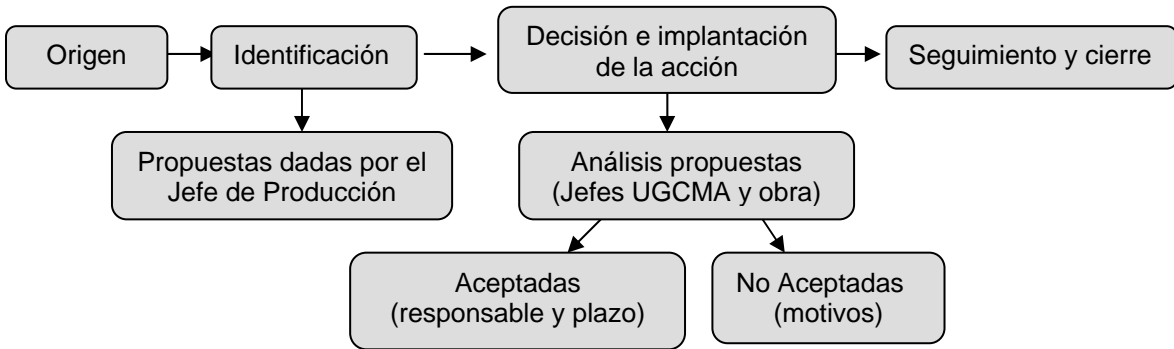 Origen
Identificación
Decisión e implantación
de la acción
Seguimiento y cierre
Propuestas dadas por el
Jefe de Producción
Análisis propuestas
(Jefes UGCMA y obra)
Aceptadas
(responsable y plazo)
No Aceptadas
(motivos)